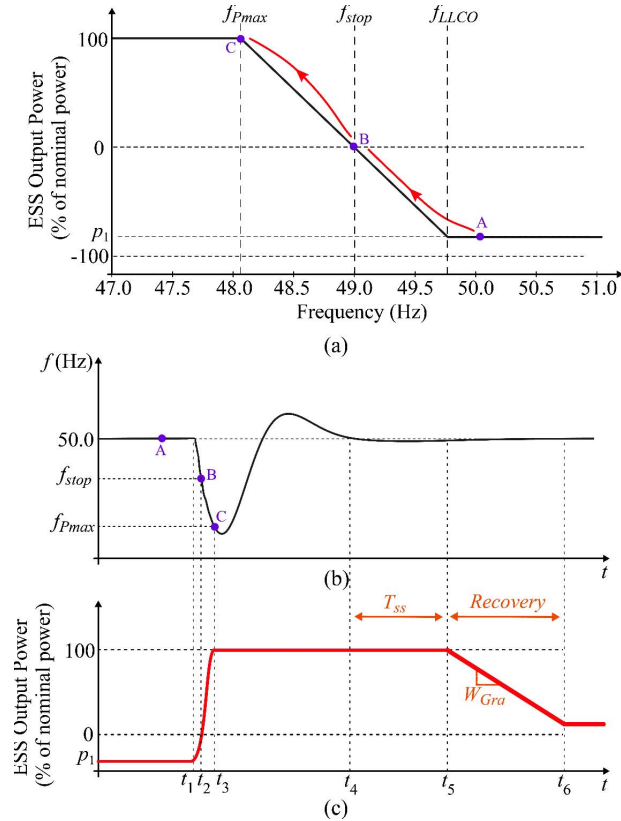 f_Pmax f_stop f_LLCO
ESS Output Power
(% of nominal power)
100
0
p_1
-100
C
B
A
47.0 47.5 48.0 48.5 49.0 49.5 50.0 50.5 51.0
Frequency (Hz)
(a)
f (Hz)
50.0
f_stop
f_Pmax
A
B
C
t
(b)
ESS Output Power
(% of nominal power)
100
0
p_1
T_ss
Recovery
W_Gra
t_1 t_2 t_3 t_4 t_5 t_6 t
(c)